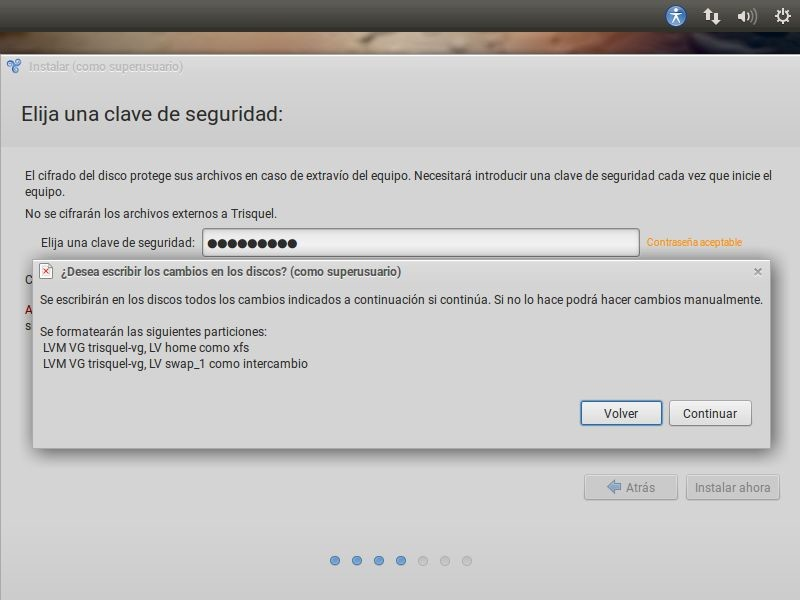 Instalar (como superusuario)
Elija una clave de seguridad:
El cifrado del disco protege sus archivos en caso de extravío del equipo. Necesitará introducir una clave de seguridad cada vez que inicie el
equipo.
No se cifrarán los archivos externos a Trisquel.
Elija una clave de seguridad:
Contraseña aceptable
¿Desea escribir los cambios en los discos? (como superusuario)
Se escribirán en los discos todos los cambios indicados a continuación si continúa. Si no lo hace podrá hacer cambios manualmente.
Se formatearán las siguientes particiones:
LVM VG trisquel-vg, LV home como xfs
LVM VG trisquel-vg, LV swap_1 como intercambio
Volver
Continuar
Atrás
Instalar ahora